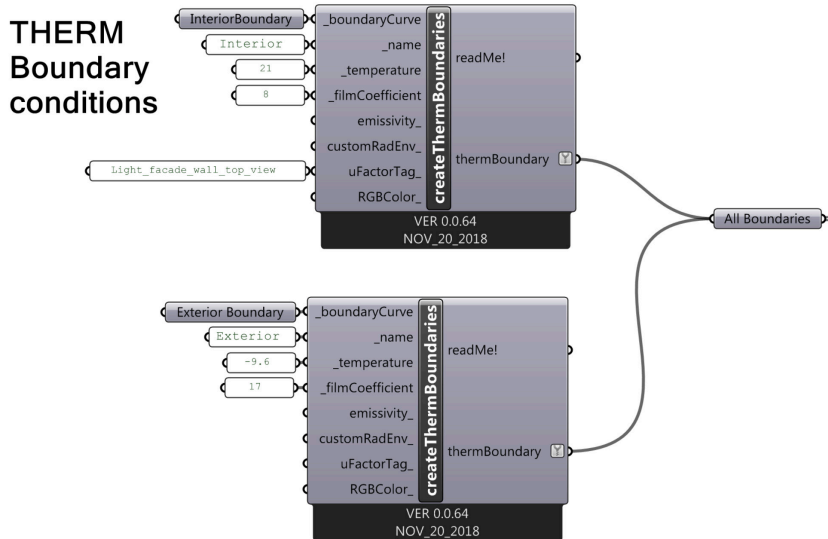 THERM
Boundary
conditions
InteriorBoundary
Interior
21
8
Light_facade_wall_top_view
_boundaryCurve
_name
_temperature
_filmCoefficient
emissivity_
customRadEnv_
uFactorTag_
RGBColor_
createThermBoundaries
readMe!
thermBoundary
VER 0.0.64
NOV_20_2018
All Boundaries
Exterior Boundary
Exterior
-9.6
17
_boundaryCurve
_name
_temperature
_filmCoefficient
emissivity_
customRadEnv_
uFactorTag_
RGBColor_
createThermBoundaries
readMe!
thermBoundary
VER 0.0.64
NOV_20_2018